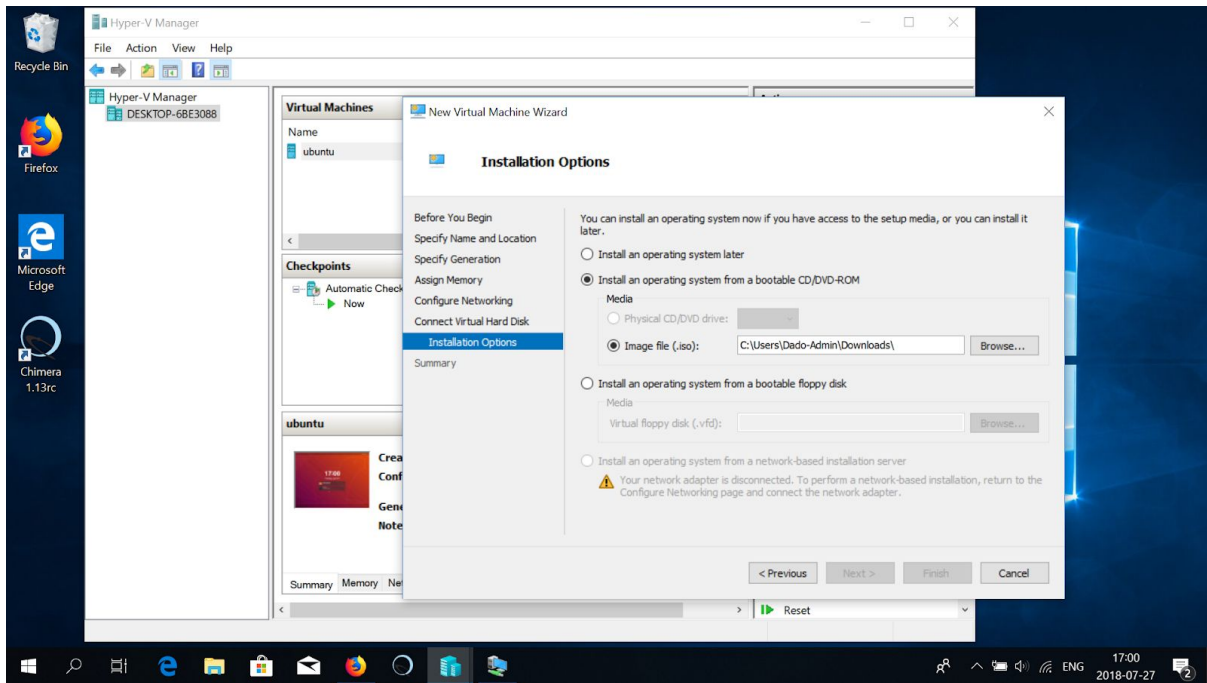 Recycle Bin
Firefox
Microsoft
Edge
Chimera
1.13rc
Hyper-V Manager
File Action View Help
Hyper-V Manager
DESKTOP-6BE3088
Virtual Machines
Name
ubuntu
Checkpoints
Automatic Check
Now
ubuntu
17:00
Crea
Conf
Gene
Note
Summary Memory Net
New Virtual Machine Wizard
Installation Options
Before You Begin
Specify Name and Location
Specify Generation
Assign Memory
Configure Networking
Connect Virtual Hard Disk
Installation Options
Summary
You can install an operating system now if you have access to the setup media, or you can install it
later.
Install an operating system later
Install an operating system from a bootable CD/DVD-ROM
Media
Physical CD/DVD drive:
Image file (.iso): C:\Users\Dado-Admin\Downloads\ Browse...
Install an operating system from a bootable floppy disk
Media
Virtual floppy disk (.vfd): Browse...
Install an operating system from a network-based installation server
Your network adapter is disconnected. To perform a network-based installation, return to the
Configure Networking page and connect the network adapter.
< Previous Next > Finish Cancel
Reset
ENG
17:00
2018-07-27
2